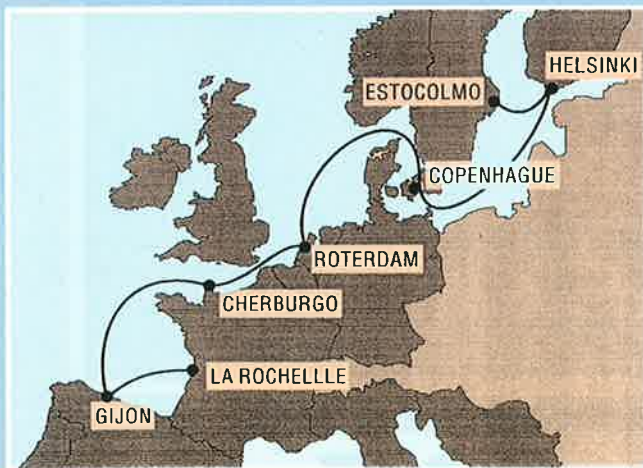 HELSINKI
ESTOCOLMO
COPENHAGUE
ROTERDAM
CHERBURGO
LA ROCHELLLE
GIJON